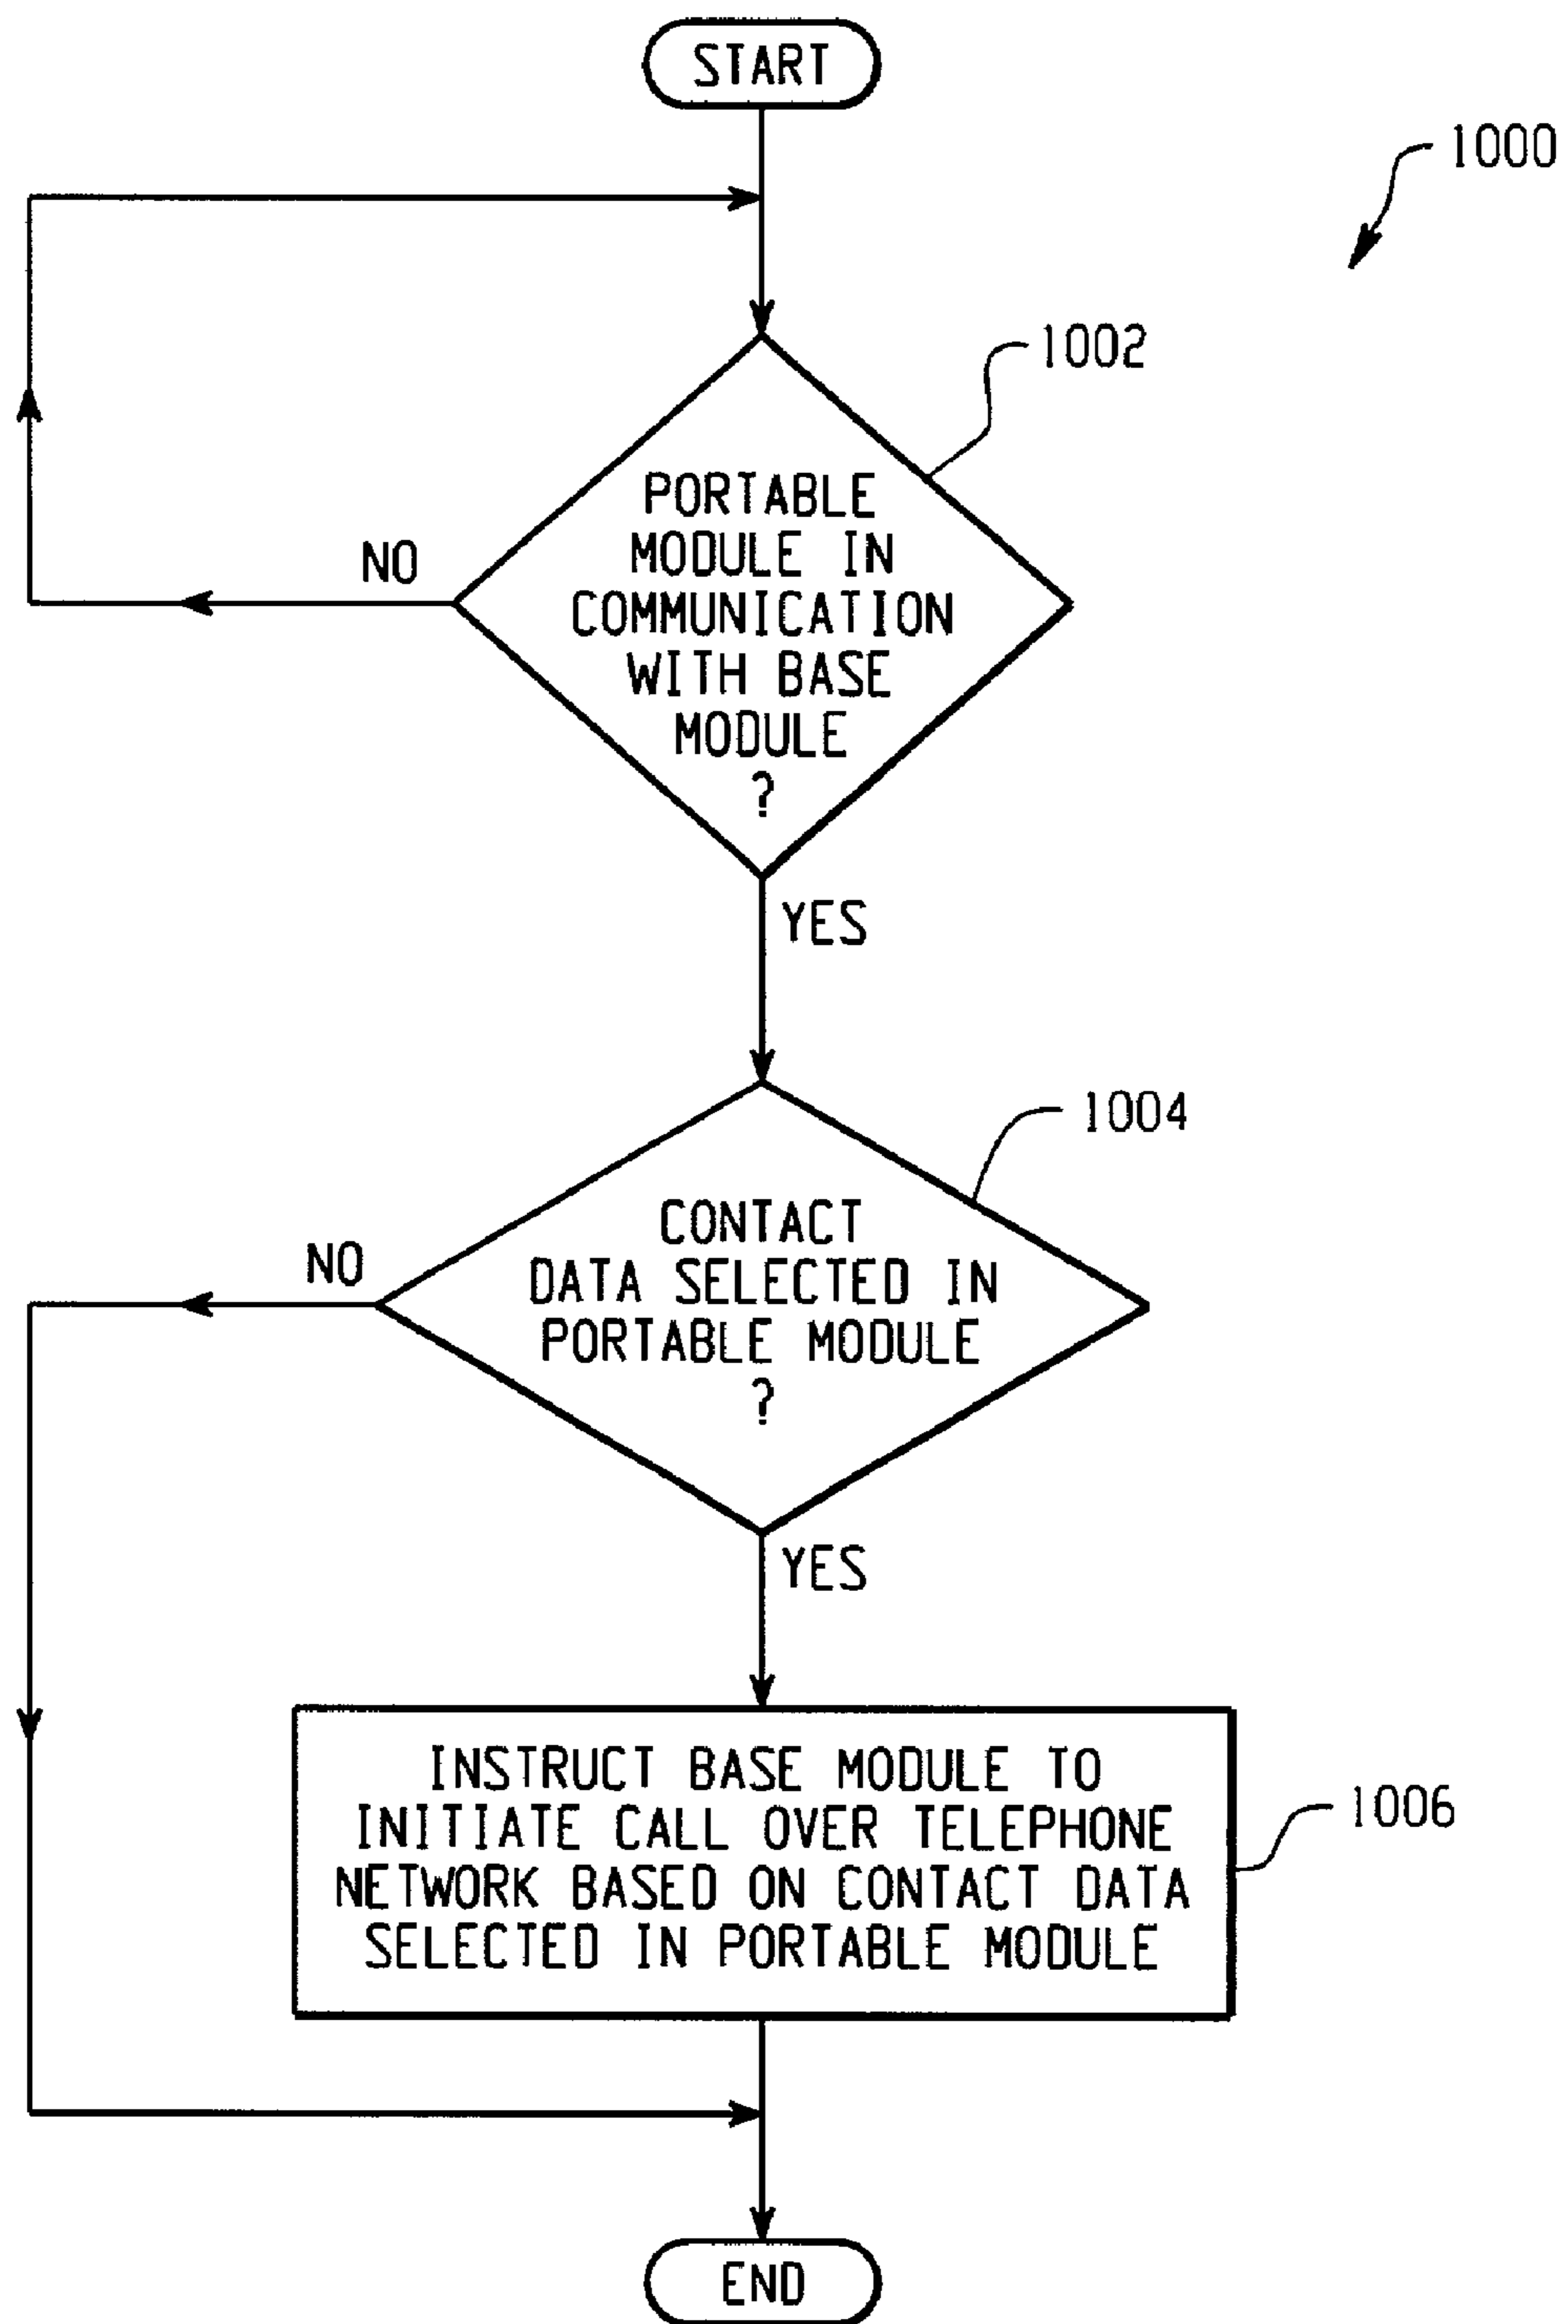 START
1000
1002
PORTABLE
MODULE IN
COMMUNICATION
WITH BASE
MODULE
?
NO
YES
1004
CONTACT
DATA SELECTED IN
PORTABLE MODULE
?
NO
YES
INSTRUCT BASE MODULE TO
INITIATE CALL OVER TELEPHONE
NETWORK BASED ON CONTACT DATA
SELECTED IN PORTABLE MODULE
1006
END